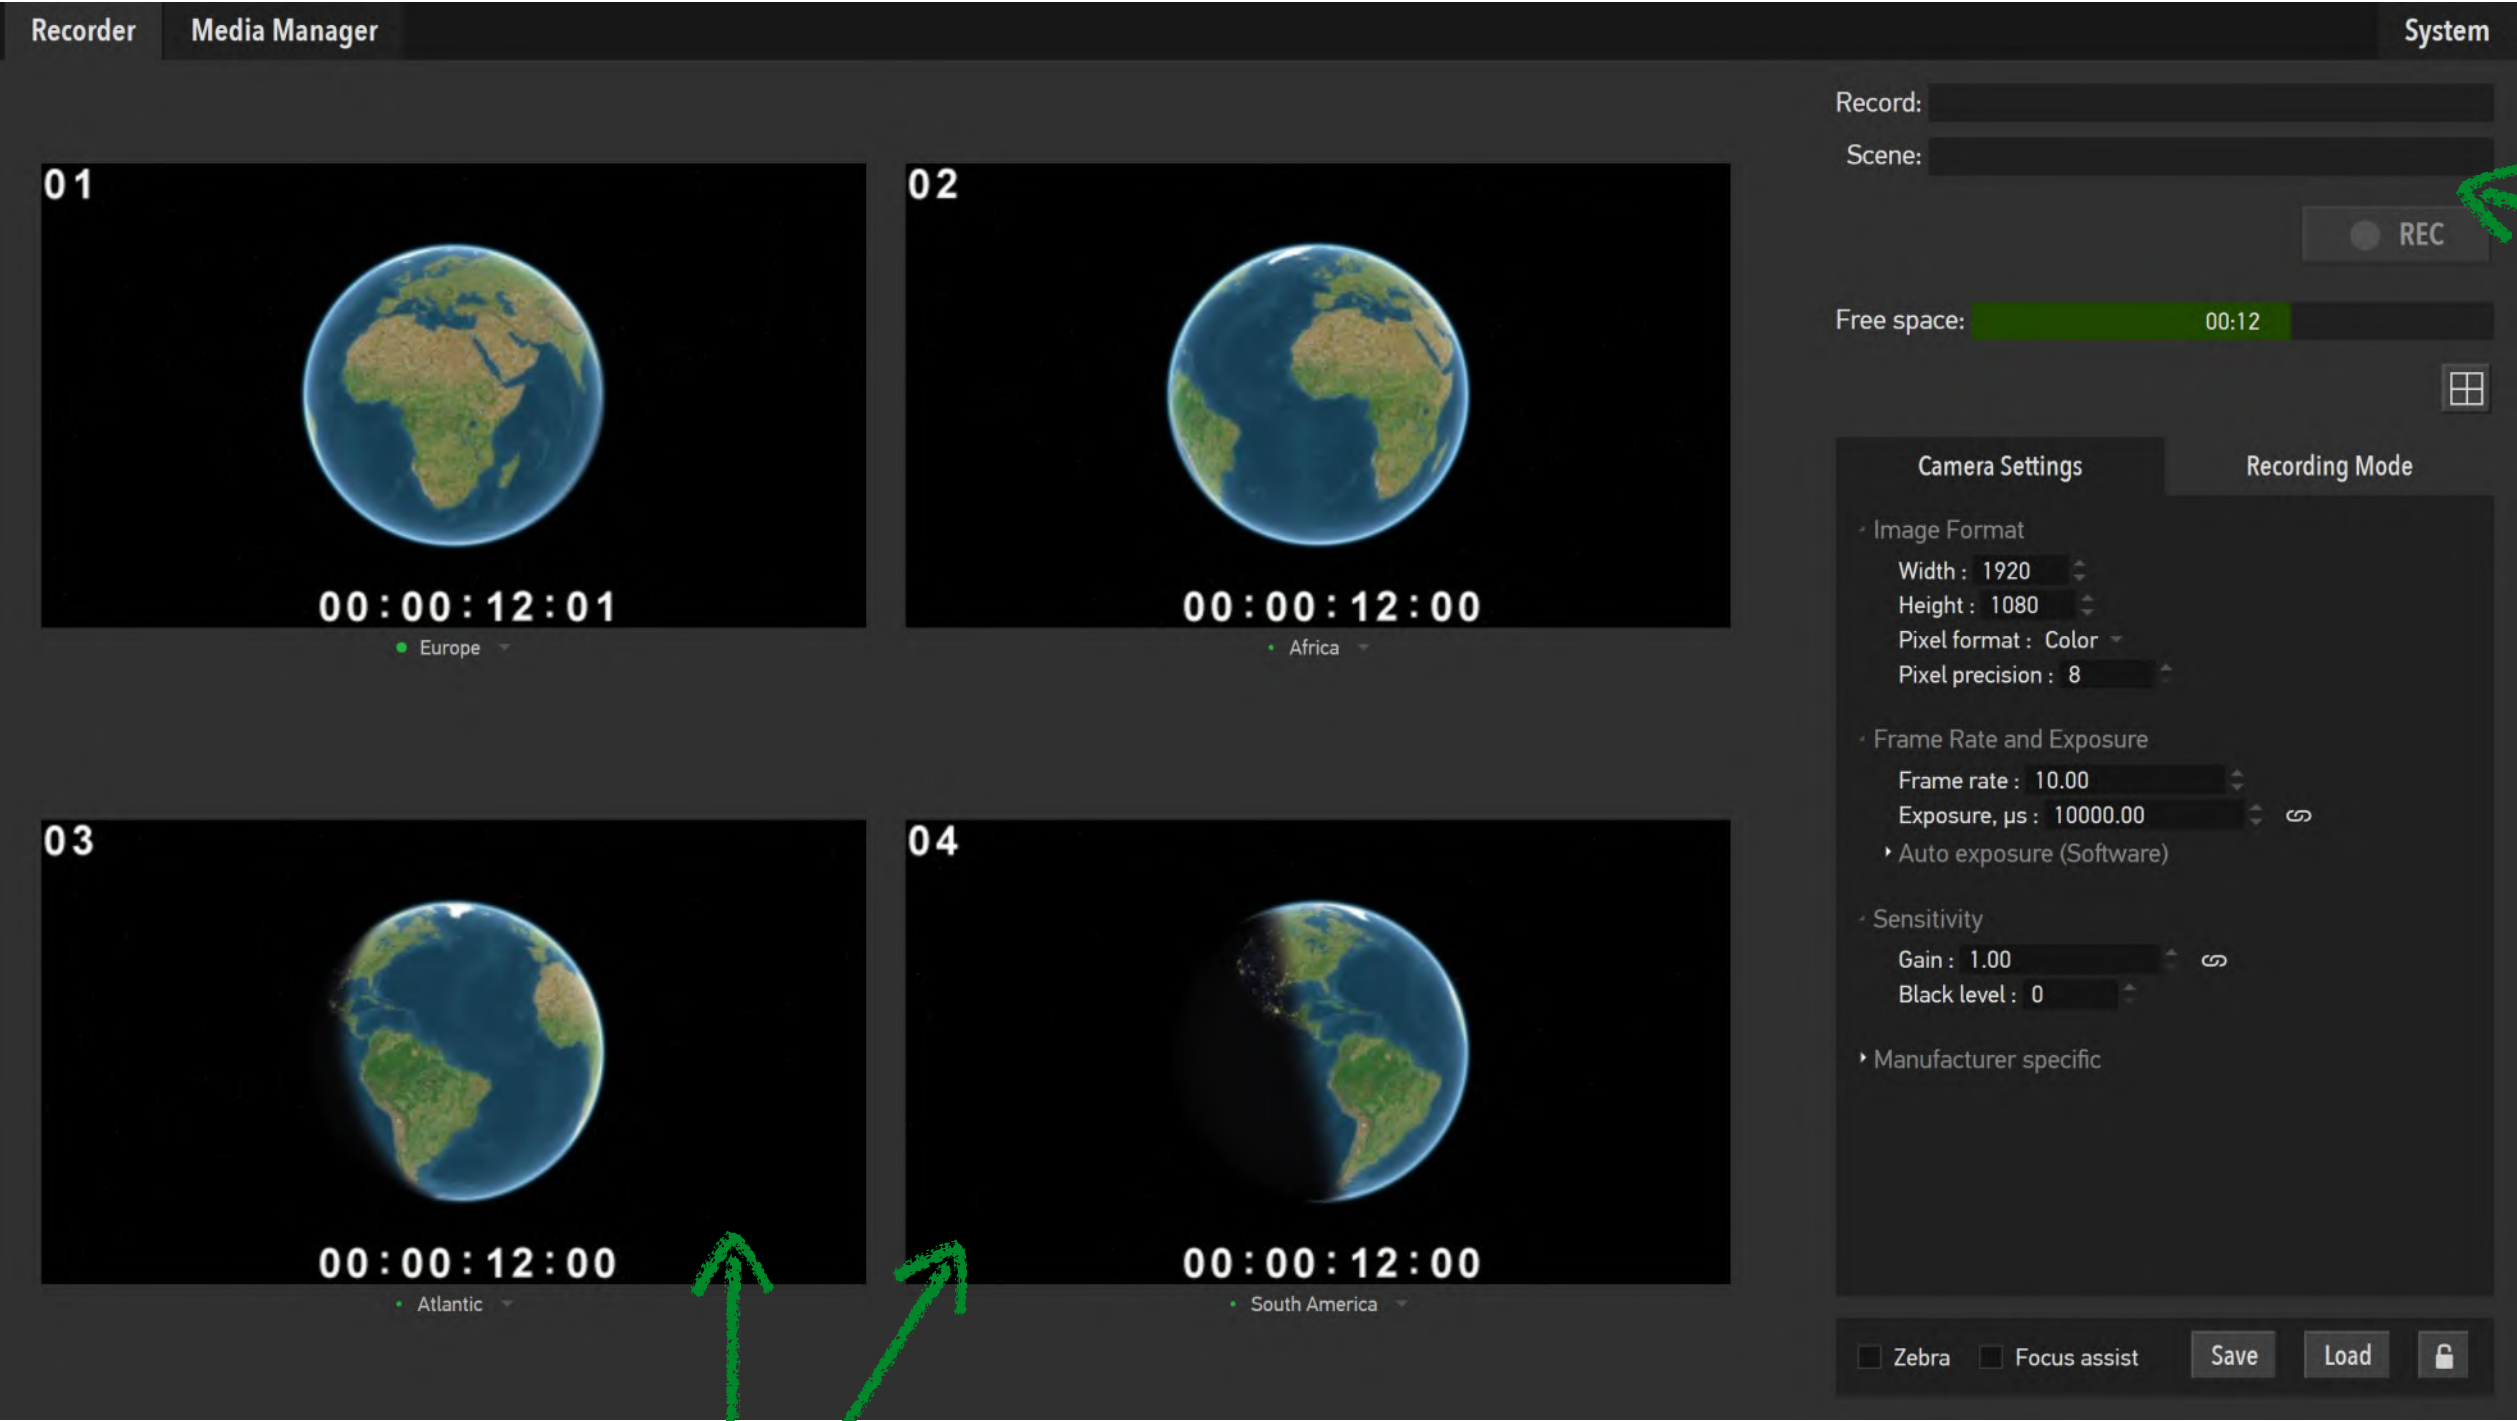 Recorder Media Manager System
Record:
Scene:
REC
Free space: 00:12
01
00:00:12:01
Europe
02
00:00:12:00
Africa
03
00:00:12:00
Atlantic
04
00:00:12:00
South America
Camera Settings Recording Mode
Image Format
Width : 1920
Height : 1080
Pixel format : Color
Pixel precision : 8
Frame Rate and Exposure
Frame rate : 10.00
Exposure, µs : 10000.00
Auto exposure (Software)
Sensitivity
Gain : 1.00
Black level : 0
Manufacturer specific
Zebra Focus assist Save Load